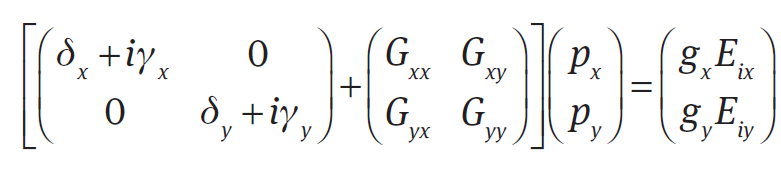 [(δ_x + iγ_x 0 0 δ_y + iγ_y) + (G_xx G_xy G_yx G_yy)] (p_x p_y) = (g_x E_ix g_y E_iy)